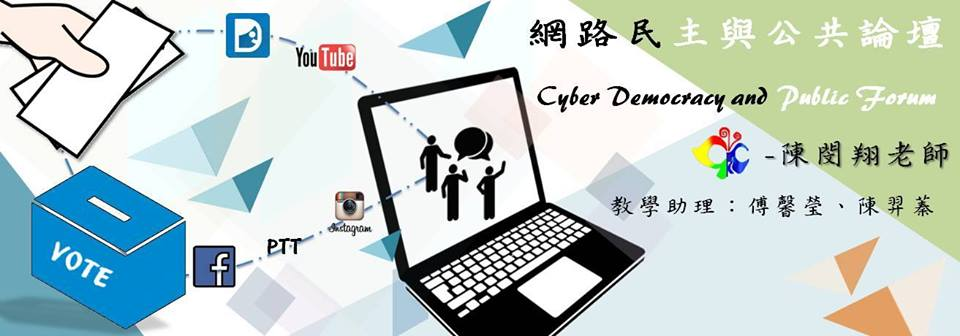 網路民主與公共論壇
Cyber Democracy and Public Forum
-陳閔翔老師
教學助理：傅馨瑩、陳羿蓁
YouTube
Instagram
PTT
VOTE